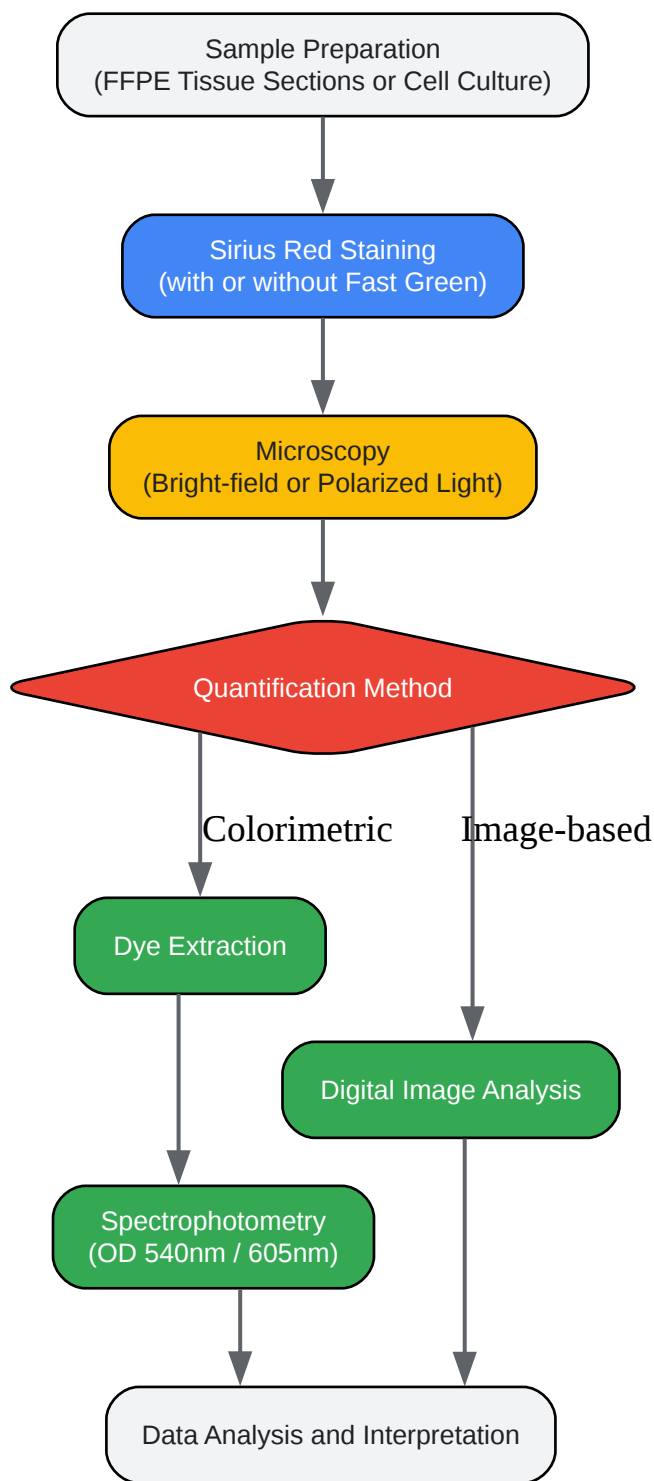 Sample Preparation
(FFPE Tissue Sections or Cell Culture)
Sirius Red Staining
(with or without Fast Green)
Microscopy
(Bright-field or Polarized Light)
Quantification Method
Colorimetric
Image-based
Dye Extraction
Digital Image Analysis
Spectrophotometry
(OD 540nm / 605nm)
Data Analysis and Interpretation